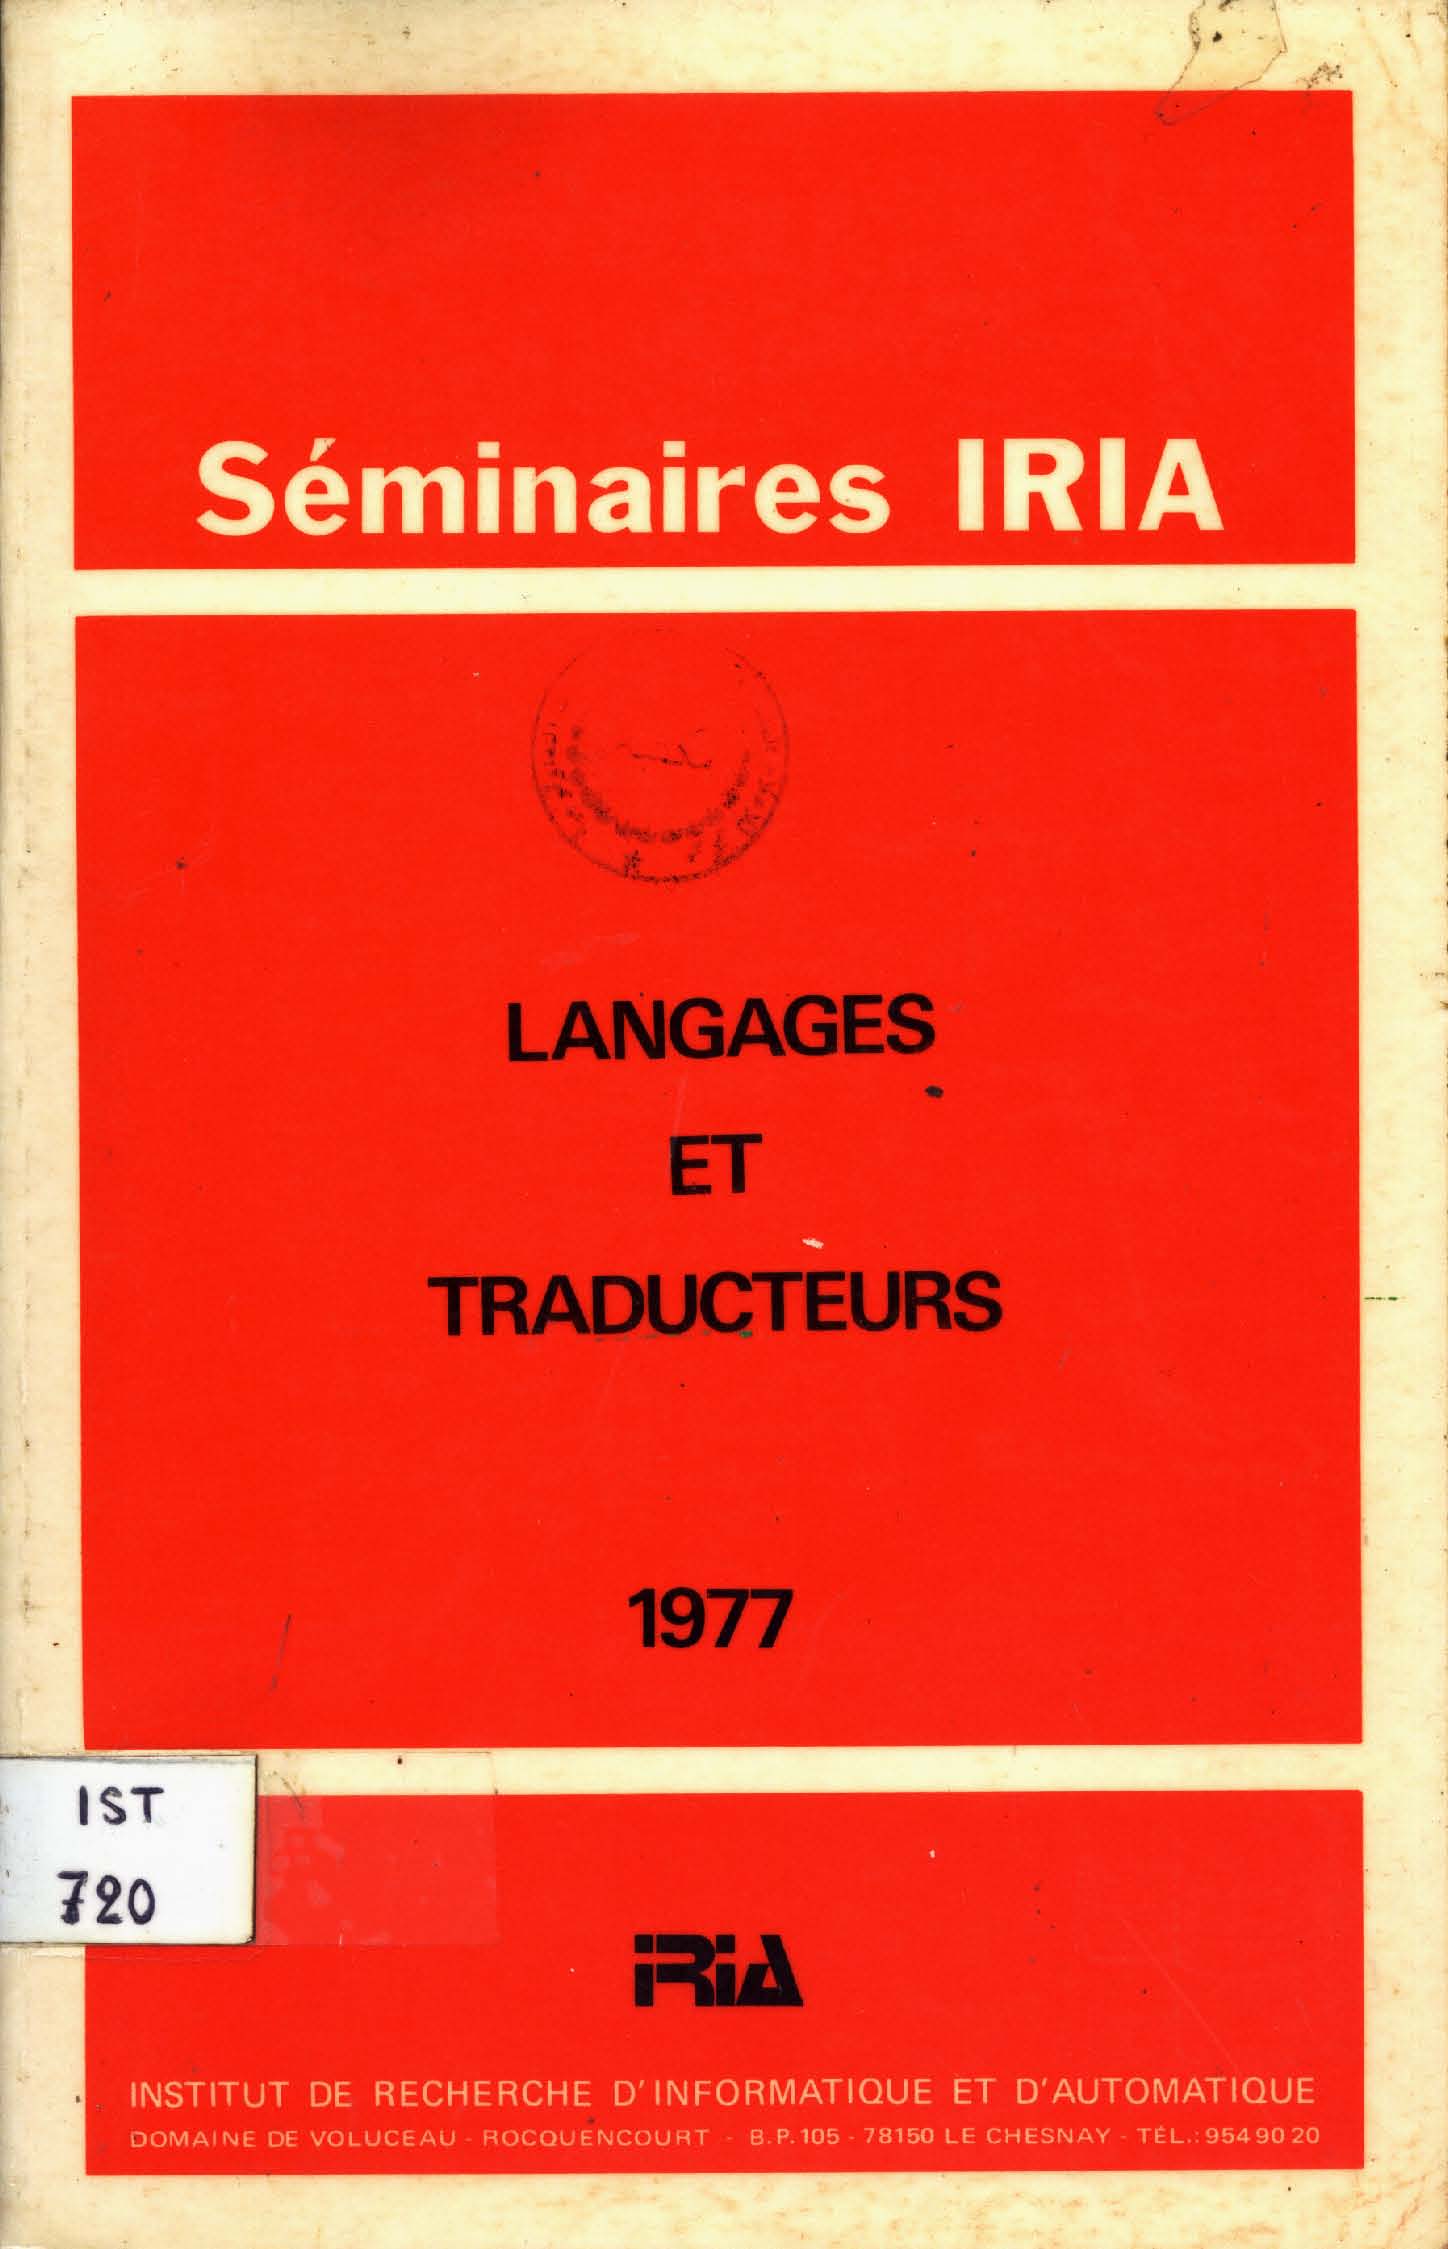 Séminaires IRIA
LANGAGES
ET
TRADUCTEURS
1977
IST
720
iRiA
INSTITUT DE RECHERCHE D'INFORMATIQUE ET D'AUTOMATIQUE
DOMAINE DE VOLUCEAU - ROCQUENCOURT - B.P.105 - 78150 LE CHESNAY - TÉL.: 954 90 20